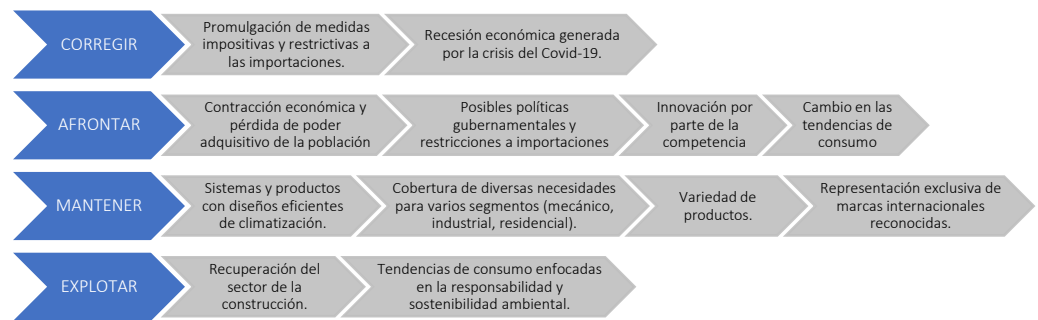 CORREGIR
Promulgación de medidas
impositivas y restrictivas a
las importaciones.
Recesión económica generada
por la crisis del Covid-19.
AFRONTAR
Contracción económica y
pérdida de poder
adquisitivo de la población
Posibles políticas
gubernamentales y
restricciones a importaciones
Innovación por
parte de la
competencia
Cambio en las
tendencias de
consumo
MANTENER
Sistemas y productos
con diseños eficientes
de climatización.
Cobertura de diversas necesidades
para varios segmentos (mecánico,
industrial, residencial).
Variedad de
productos.
Representación exclusiva de
marcas internacionales
reconocidas.
EXPLOTAR
Recuperación del
sector de la
construcción.
Tendencias de consumo enfocadas
en la responsabilidad y
sostenibilidad ambiental.